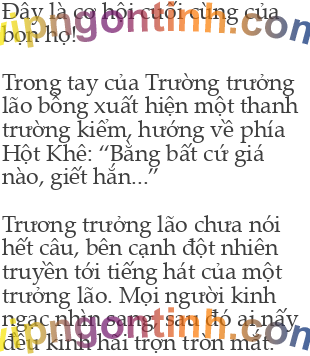 Đây là cơ hội cuối cùng của
bọn họ!
Trong tay của Trường trưởng
lão bỗng xuất hiện một thanh
trường kiếm, hướng về phía
Hột Khê: “Bằng bất cứ giá
nào, giết hắn...”
Trương trưởng lão chưa nói
hết câu, bên cạnh đột nhiên
truyền tới tiếng hát của một
trưởng lão. Mọi người kinh
ngạc nhìn sang, sau đó ai nấy
đều kinh hãi trợn tròn mắt.
vipngontinh.com
vipngontinh.com